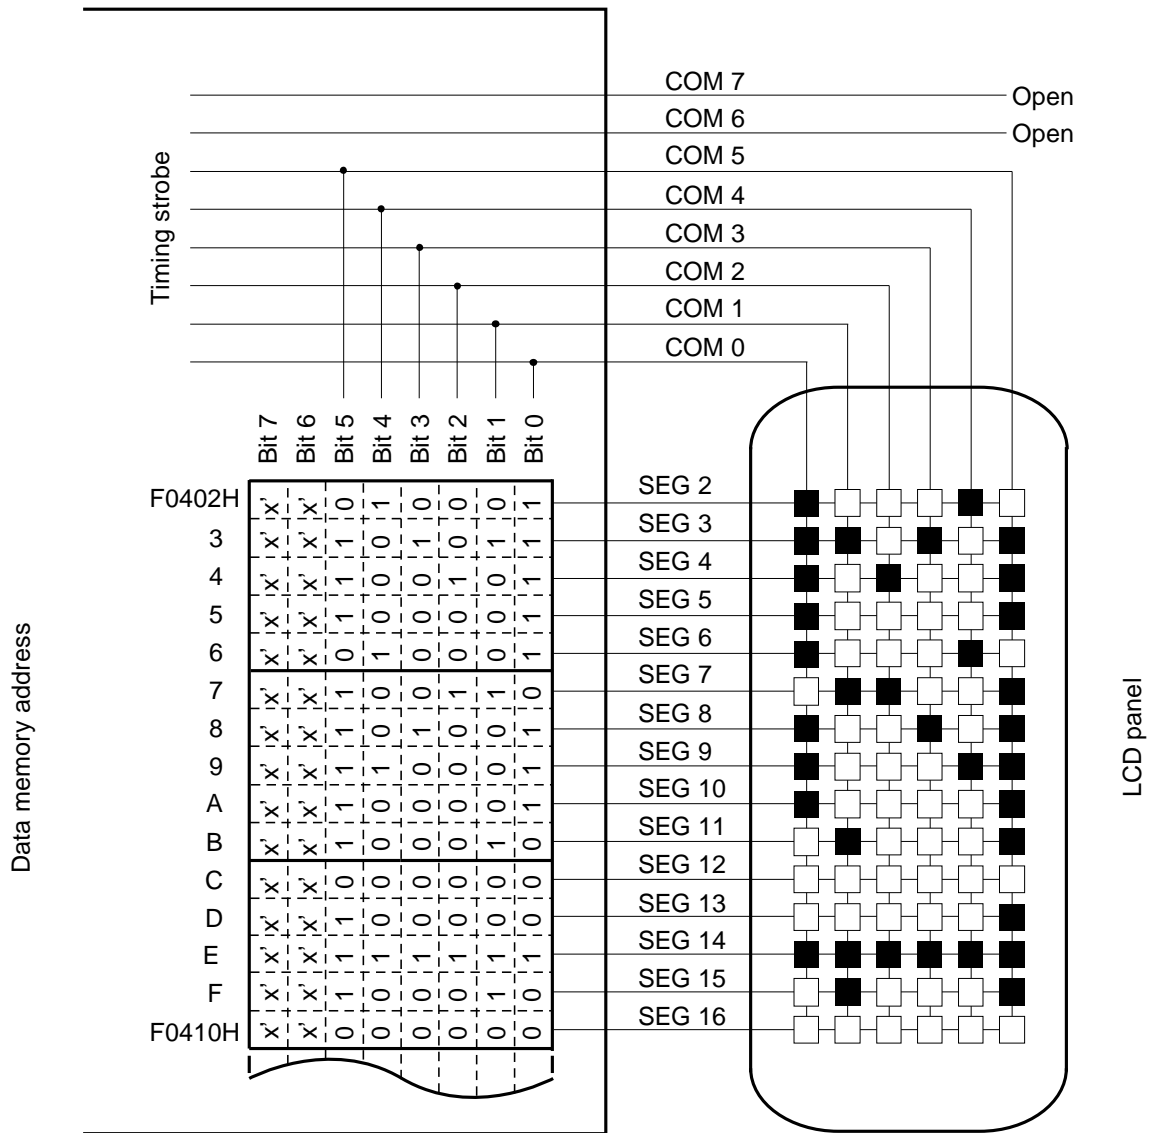 COM 7
Open
COM 6
Open
COM 5
COM 4
COM 3
COM 2
COM 1
COM 0
Timing strobe
Bit 7 Bit 6 Bit 5 Bit 4 Bit 3 Bit 2 Bit 1 Bit 0
F0402H x' x' 0 1 0 0 0 1 SEG 2
3 x' x' 1 0 1 0 1 1 SEG 3
4 x' x' 1 0 0 1 0 1 SEG 4
5 x' x' 1 0 0 0 0 1 SEG 5
6 x' x' 0 1 0 0 0 1 SEG 6
7 x' x' 1 0 0 1 1 0 SEG 7
8 x' x' 1 0 1 0 0 1 SEG 8
9 x' x' 1 1 0 0 0 1 SEG 9
A x' x' 1 0 0 0 0 1 SEG 10
B x' x' 1 0 0 0 1 0 SEG 11
C x' x' 0 0 0 0 0 0 SEG 12
D x' x' 1 0 0 0 0 0 SEG 13
E x' x' 1 1 1 1 1 1 SEG 14
F x' x' 1 0 0 0 1 0 SEG 15
F0410H x' x' 0 0 0 0 0 0 SEG 16
Data memory address
LCD panel